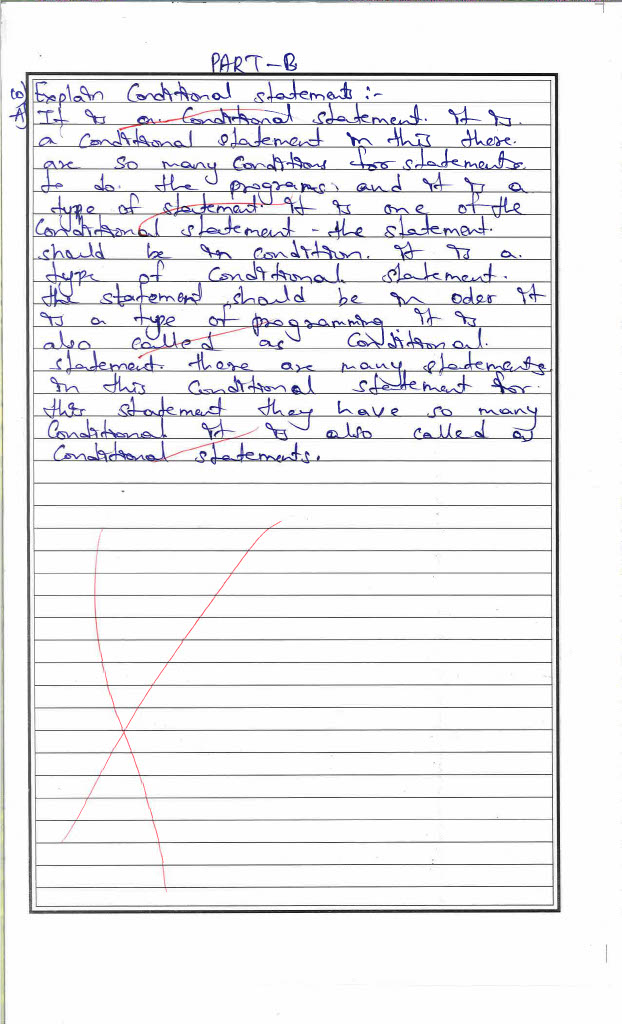 PART-B
10) Explain Conditional statements :-
A) It is a Conditional statement. It is.
a conditional statement in this there.
are so many Conditions for statements.
to do. the programs, and it is a
type of statement It is one of the
Conditional statement - the statement.
should be in condition. it is a.
type of conditional statement.
the statement should be in oder it
is a type of programming it is
also called as Conditional.
statement. there are many statements
in this Conditional statement for.
this statement they have so many
Conditional it is also called as
Conditional statements.